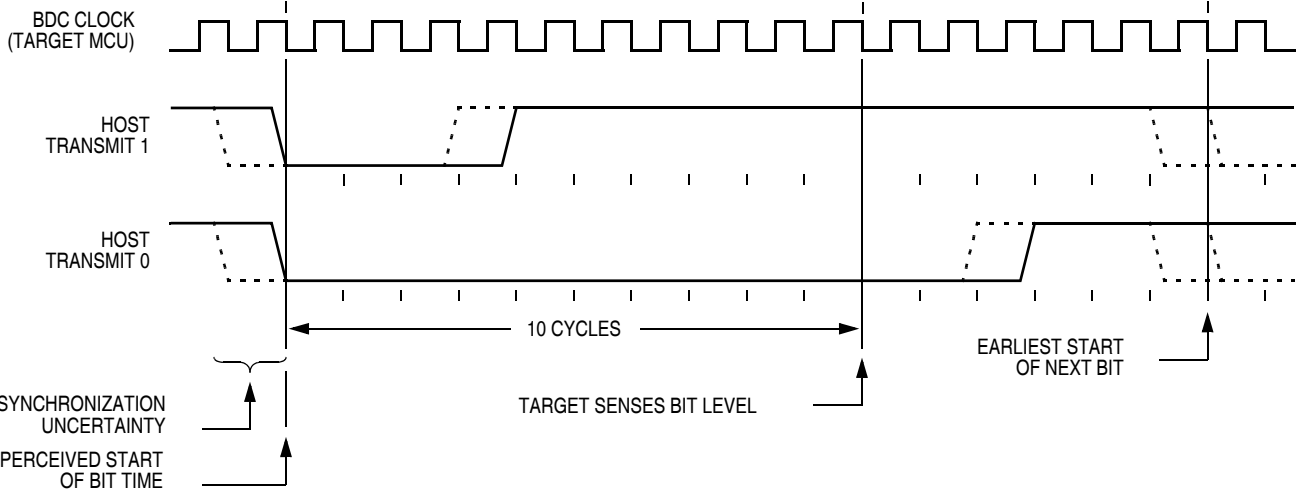 BDC CLOCK
(TARGET MCU)
HOST
TRANSMIT 1
HOST
TRANSMIT 0
10 CYCLES
EARLIEST START
OF NEXT BIT
SYNCHRONIZATION
UNCERTAINTY
TARGET SENSES BIT LEVEL
PERCEIVED START
OF BIT TIME